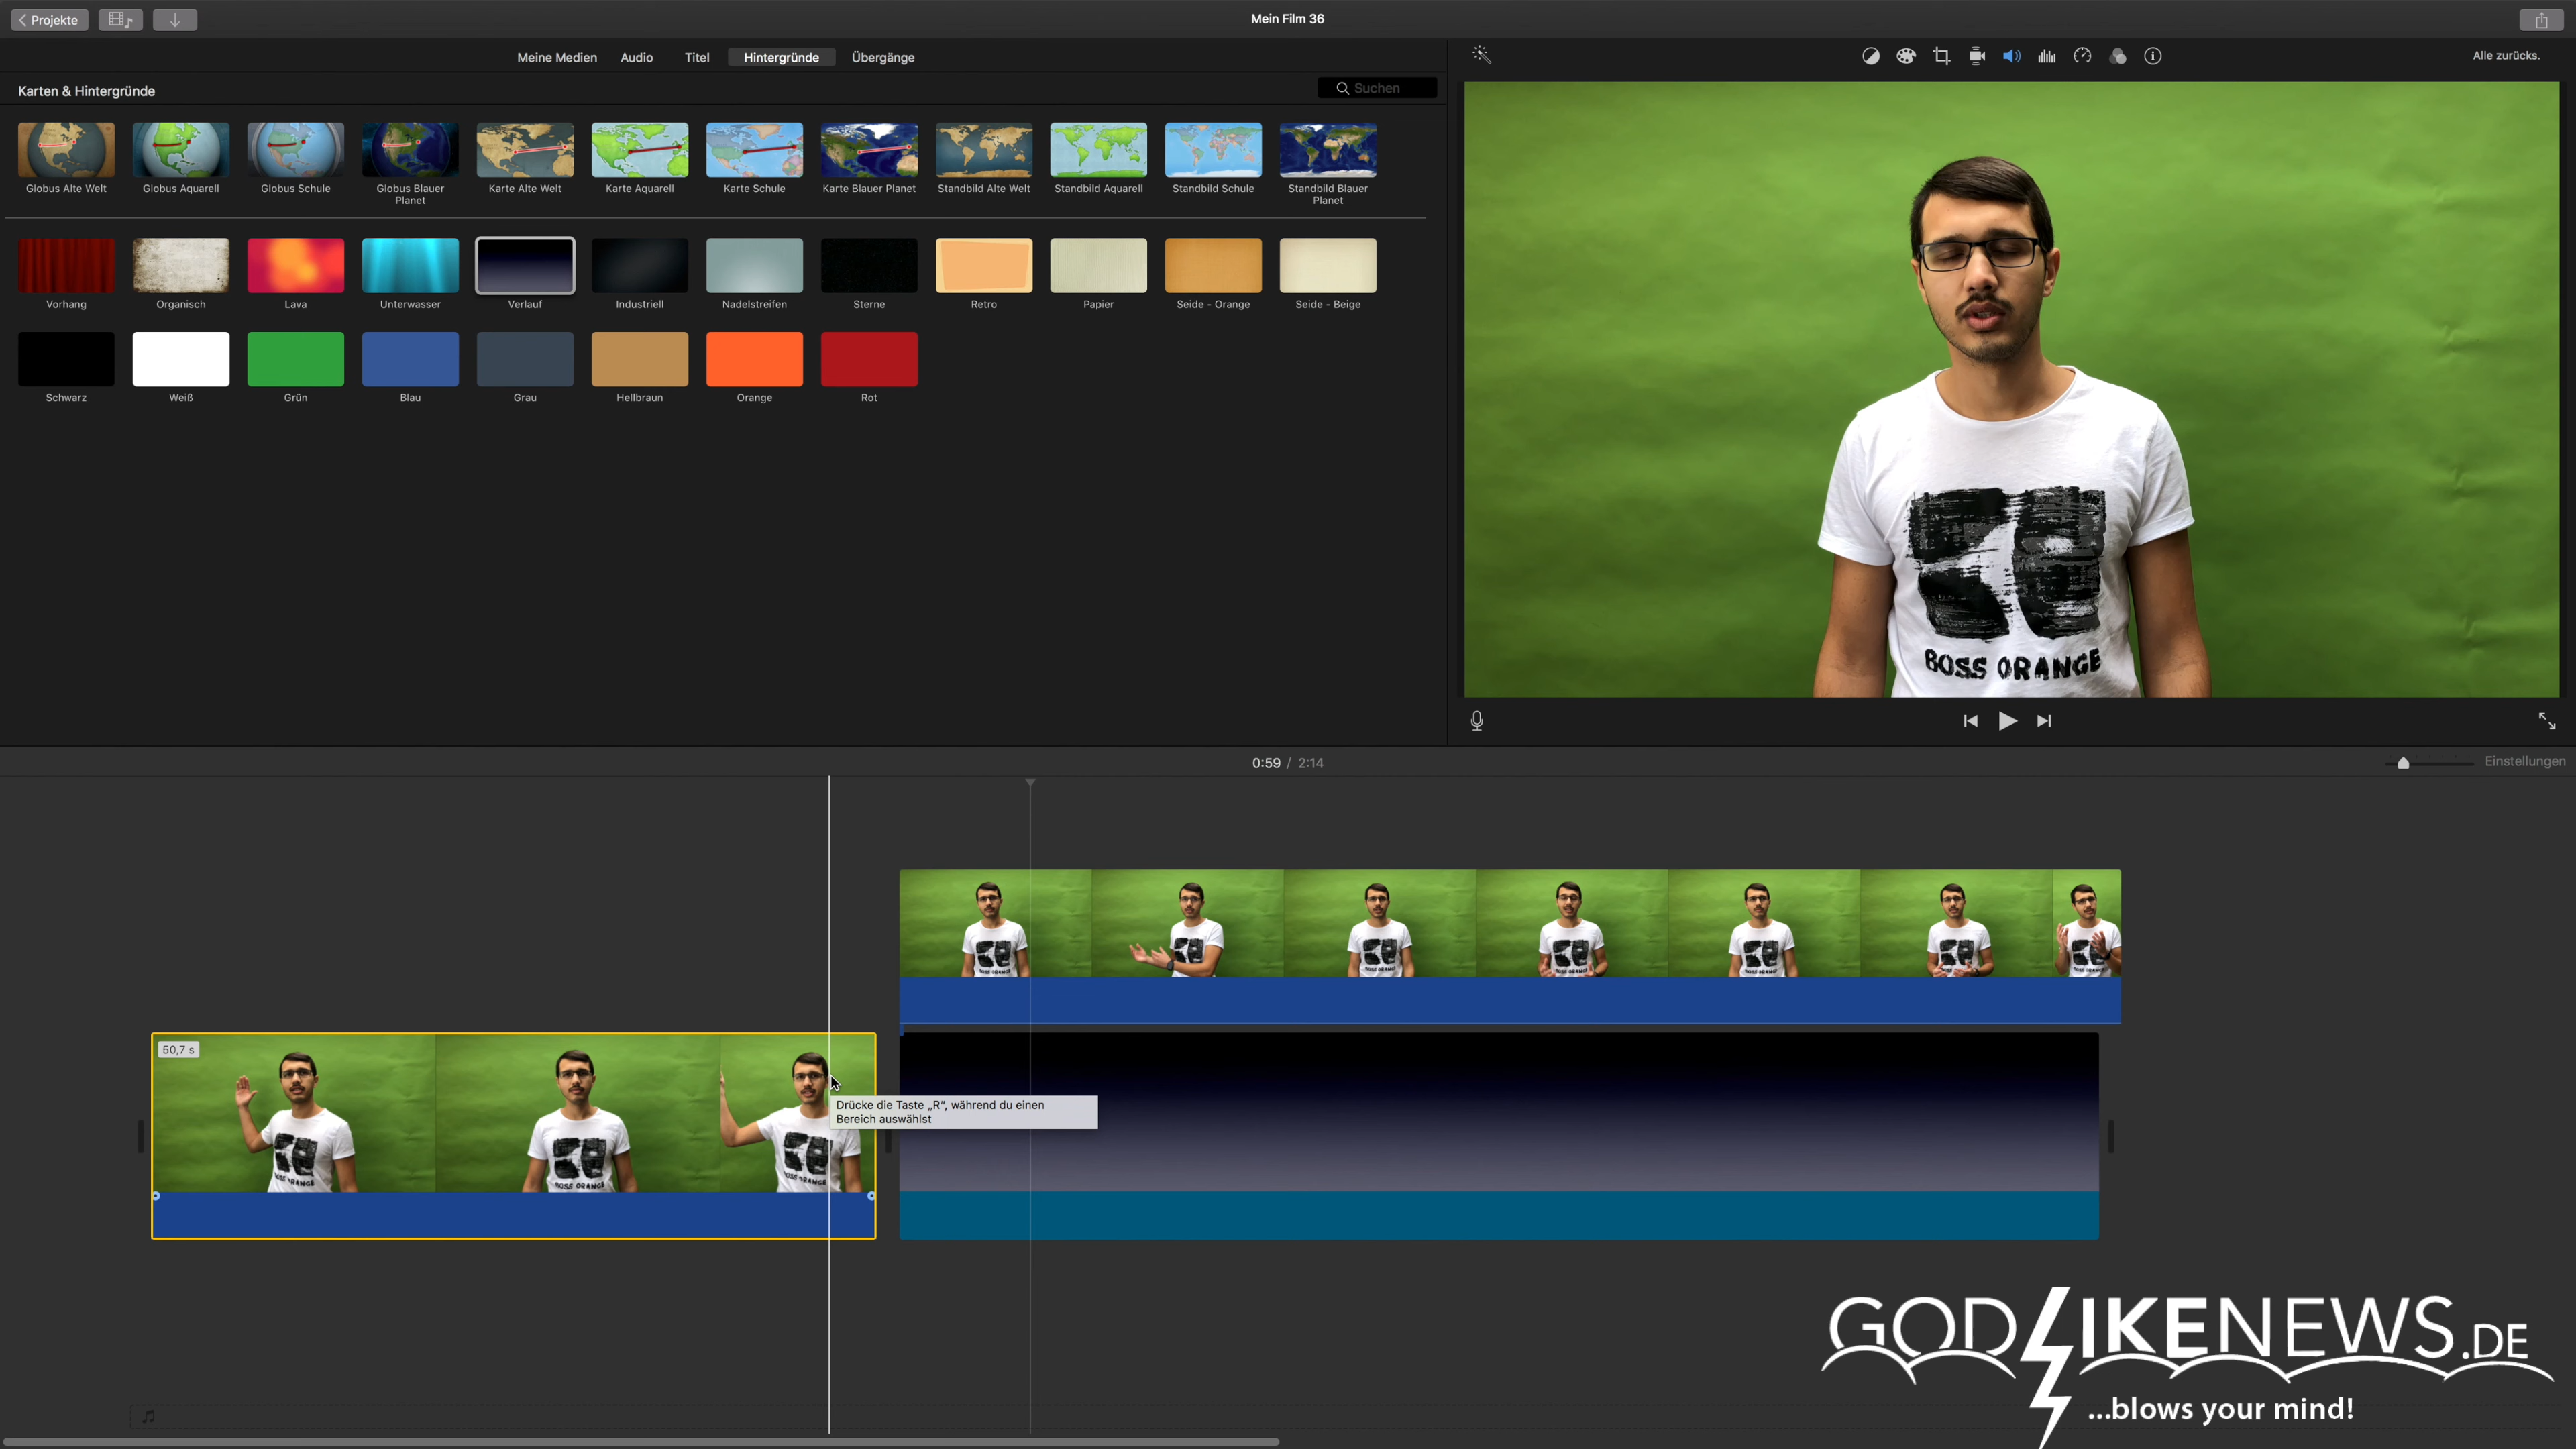 Projekte
Mein Film 36
Meine Medien Audio Titel Hintergründe Übergänge
Alle zurücks.
Karten & Hintergründe
Suchen
Globus Alte Welt
Globus Aquarell
Globus Schule
Globus Blauer
Planet
Karte Alte Welt
Karte Aquarell
Karte Schule
Karte Blauer Planet
Standbild Alte Welt
Standbild Aquarell
Standbild Schule
Standbild Blauer
Planet
Vorhang
Organisch
Lava
Unterwasser
Verlauf
Industriell
Nadelstreifen
Sterne
Retro
Papier
Seide - Orange
Seide - Beige
Schwarz
Weiß
Grün
Blau
Grau
Hellbraun
Orange
Rot
BOSS ORANGE
0:59 / 2:14
Einstellungen
50,7 s
Drücke die Taste „R“, während du einen
Bereich auswählst
GODLIKENEWS.DE
...blows your mind!